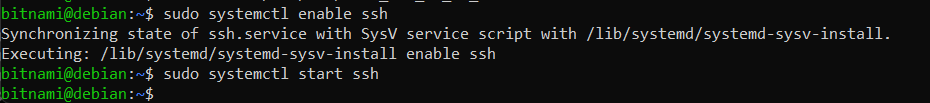 bitnami@debian:~$ sudo systemctl enable ssh
Synchronizing state of ssh.service with SysV service script with /lib/systemd/systemd-sysv-install.
Executing: /lib/systemd/systemd-sysv-install enable ssh
bitnami@debian:~$ sudo systemctl start ssh
bitnami@debian:~$